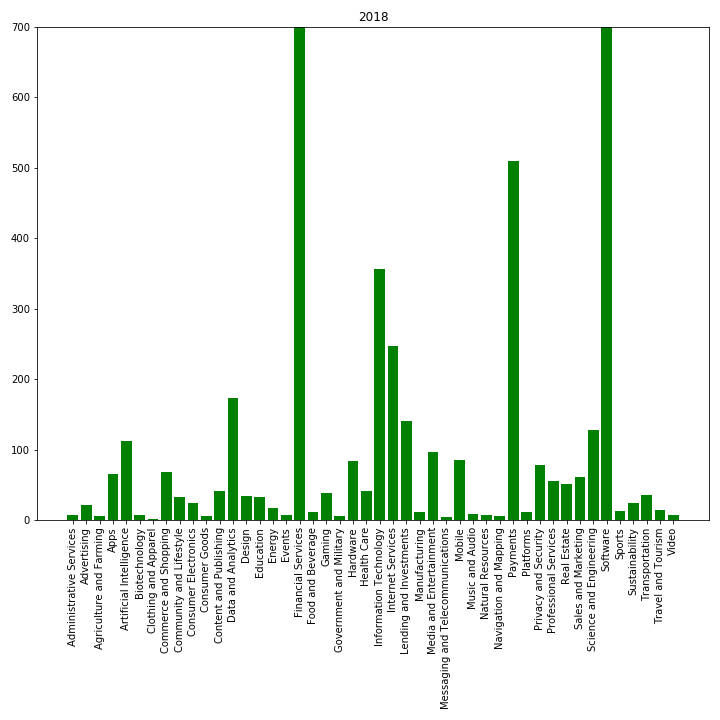 2018
700
600
500
400
300
200
100
0
Administrative Services
Advertising
Agriculture and Farming
Apps
Artificial Intelligence
Biotechnology
Clothing and Apparel
Commerce and Shopping
Community and Lifestyle
Consumer Electronics
Consumer Goods
Content and Publishing
Data and Analytics
Design
Education
Energy
Events
Financial Services
Food and Beverage
Gaming
Government and Military
Hardware
Health Care
Information Technology
Internet Services
Lending and Investments
Manufacturing
Media and Entertainment
Messaging and Telecommunications
Mobile
Music and Audio
Natural Resources
Navigation and Mapping
Payments
Platforms
Privacy and Security
Professional Services
Real Estate
Sales and Marketing
Science and Engineering
Software
Sports
Sustainability
Transportation
Travel and Tourism
Video